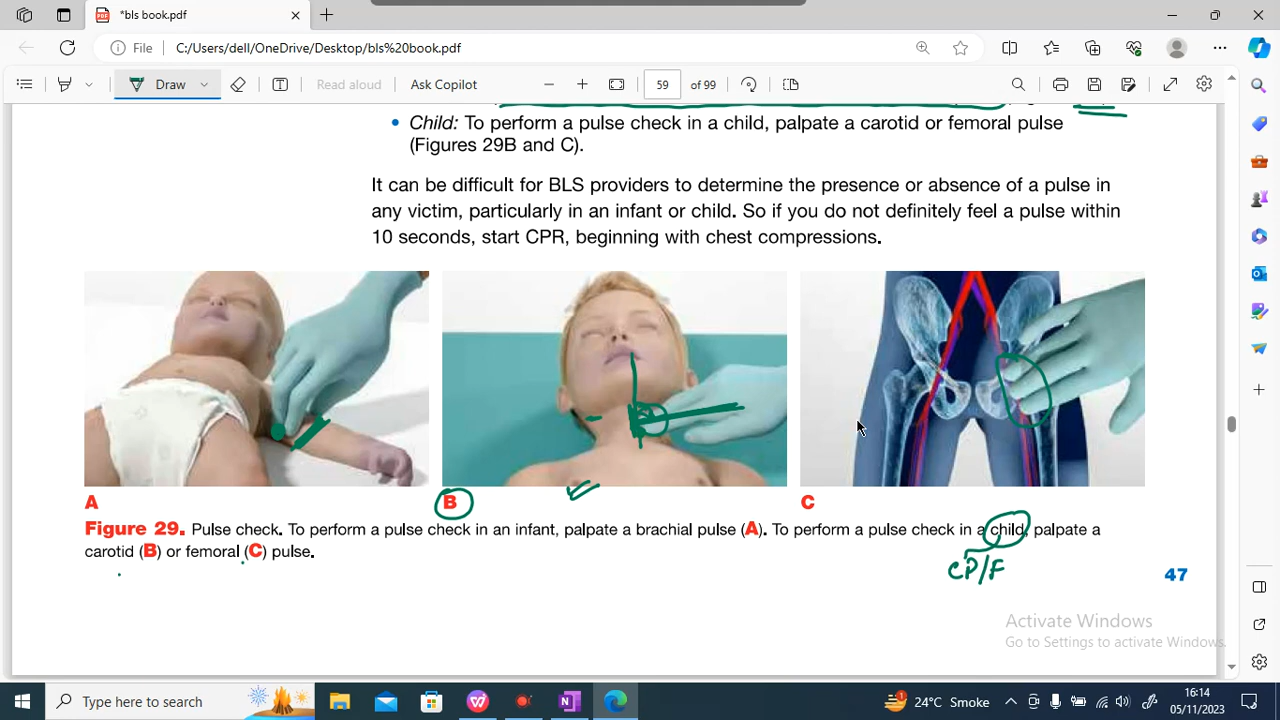 *bls book.pdf
File C:/Users/dell/OneDrive/Desktop/bls%20book.pdf
Draw Read aloud Ask Copilot 59 of 99
• Child: To perform a pulse check in a child, palpate a carotid or femoral pulse
(Figures 29B and C).
It can be difficult for BLS providers to determine the presence or absence of a pulse in
any victim, particularly in an infant or child. So if you do not definitely feel a pulse within
10 seconds, start CPR, beginning with chest compressions.
A B C
Figure 29. Pulse check. To perform a pulse check in an infant, palpate a brachial pulse (A). To perform a pulse check in a child, palpate a
carotid (B) or femoral (C) pulse.
CP/F
47
Activate Windows
Go to Settings to activate Windows.
Type here to search
1
24°C Smoke
16:14
05/11/2023